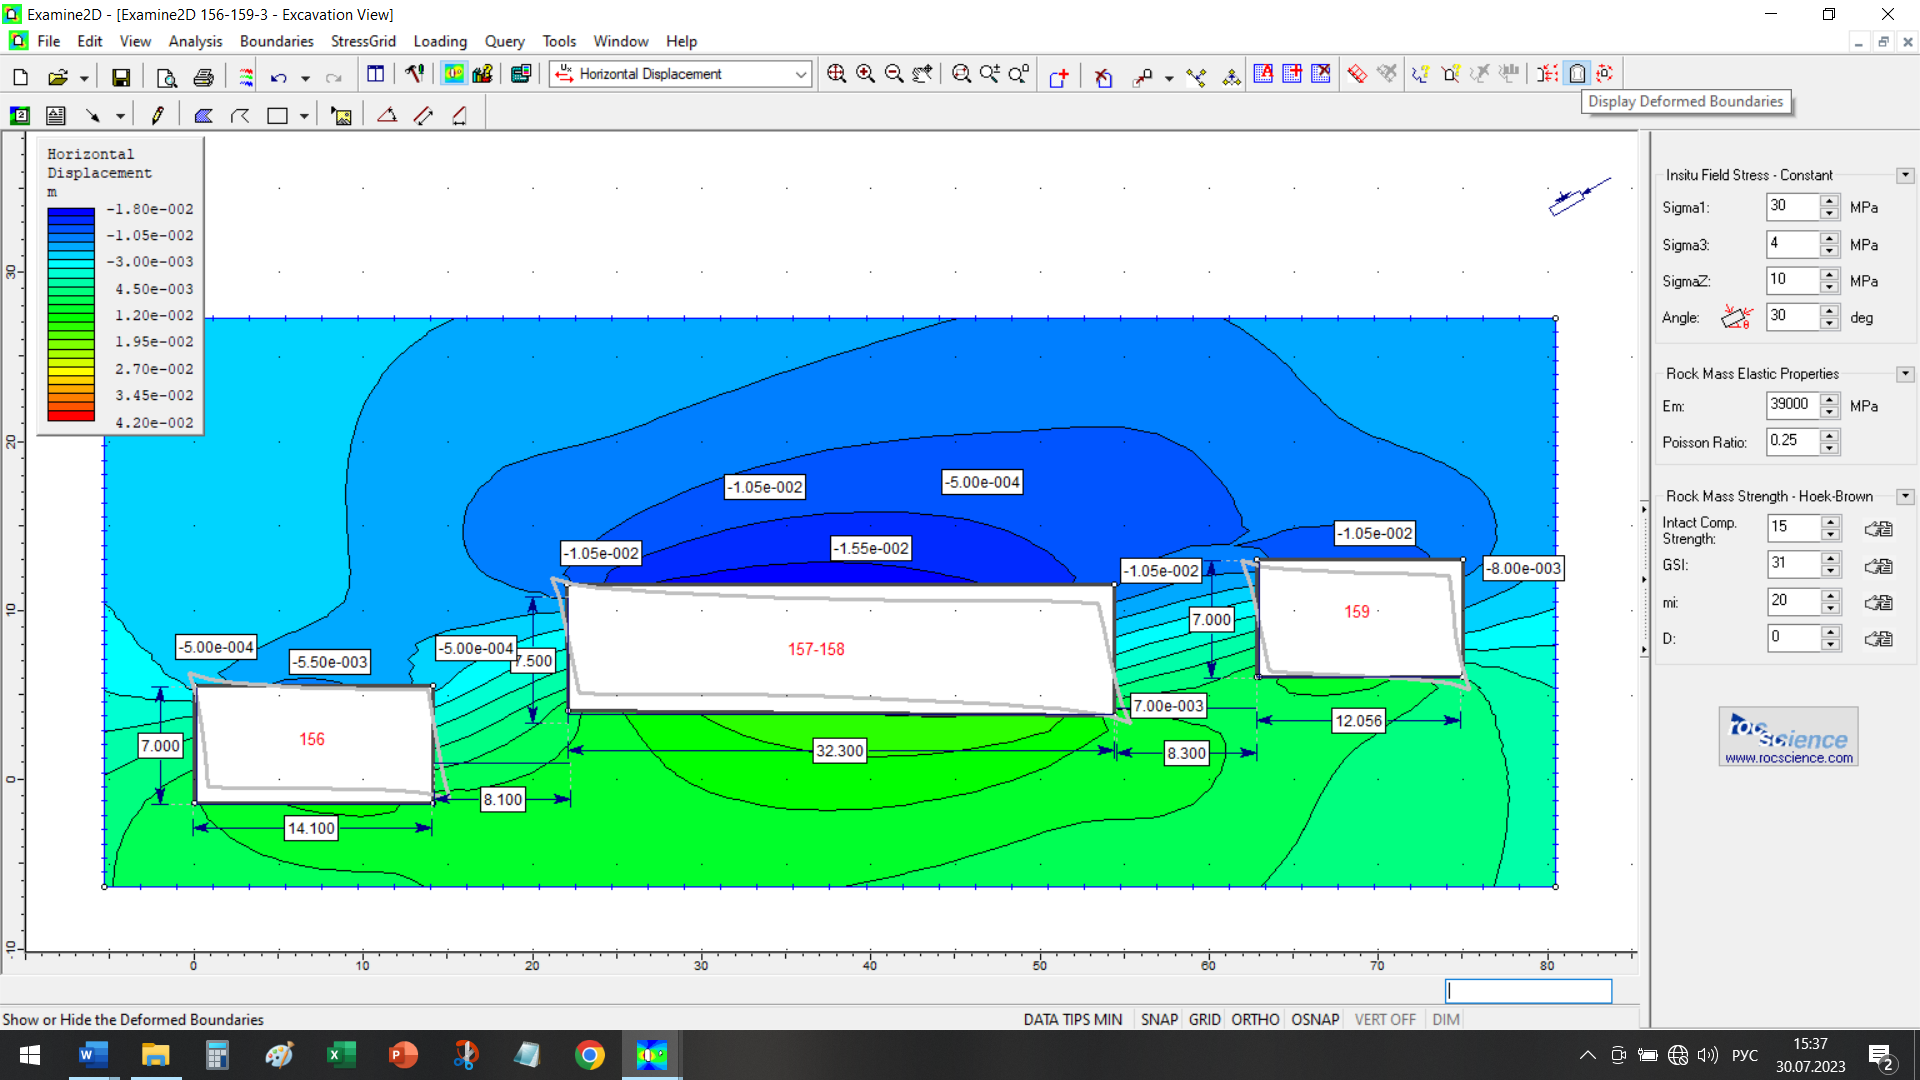 Examine2D - [Examine2D 156-159-3 - Excavation View]
File Edit View Analysis Boundaries StressGrid Loading Query Tools Window Help
Horizontal Displacement
Display Deformed Boundaries
Horizontal
Displacement
m
-1.80e-002
-1.05e-002
-3.00e-003
4.50e-003
1.20e-002
1.95e-002
2.70e-002
3.45e-002
4.20e-002
30
20
10
0
-10
-1.05e-002
-5.00e-004
-1.05e-002
-1.55e-002
-1.05e-002
-1.05e-002
-8.00e-003
-5.00e-004
-5.50e-003
-5.00e-004
7.500
157-158
7.000
159
7.00e-003
156
7.000
32.300
8.300
12.056
8.100
14.100
0 10 20 30 40 50 60 70 80
Insitu Field Stress - Constant
Sigma1: 30 MPa
Sigma3: 4 MPa
SigmaZ: 10 MPa
Angle: θ 30 deg
Rock Mass Elastic Properties
Em: 39000 MPa
Poisson Ratio: 0.25
Rock Mass Strength - Hoek-Brown
Intact Comp.
Strength: 15
GSI: 31
mi: 20
D: 0
rocscience
www.rocscience.com
Show or Hide the Deformed Boundaries
DATA TIPS MIN SNAP GRID ORTHO OSNAP VERT OFF DIM
РУС
15:37
30.07.2023
2